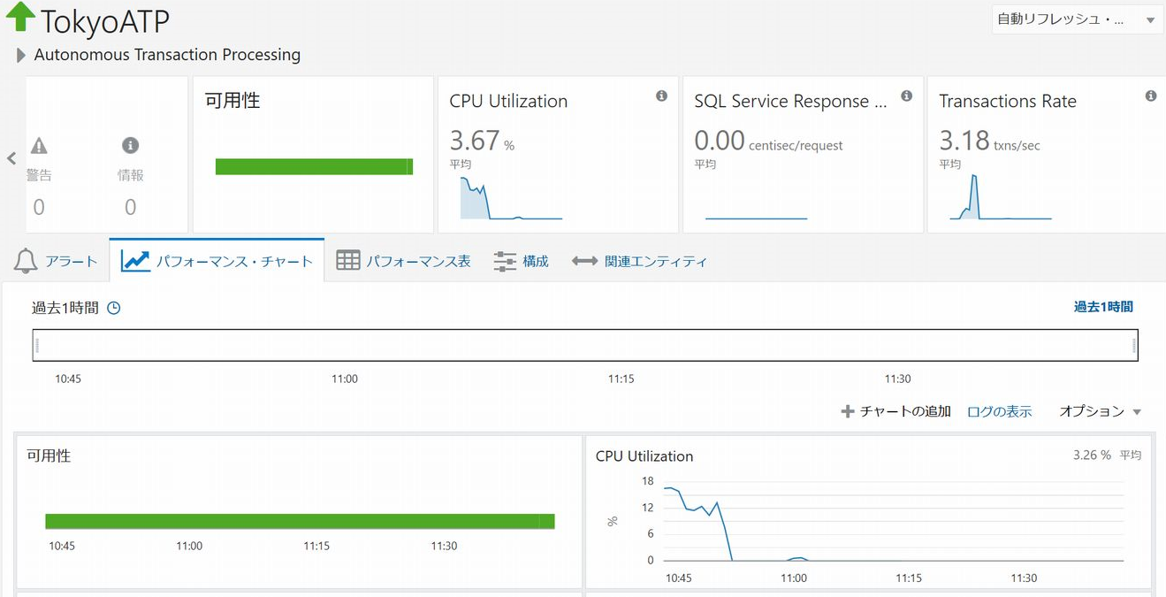 TokyoATP
自動リフレッシュ・...
Autonomous Transaction Processing
警告
0
情報
0
可用性
CPU Utilization
3.67 %
平均
SQL Service Response ...
0.00 centisec/request
平均
Transactions Rate
3.18 txns/sec
平均
アラート
パフォーマンス・チャート
パフォーマンス表
構成
関連エンティティ
過去1時間
過去1時間
10:45 11:00 11:15 11:30
チャートの追加
ログの表示
オプション
可用性
10:45 11:00 11:15 11:30
CPU Utilization
3.26 % 平均
%
18
12
6
0
10:45 11:00 11:15 11:30